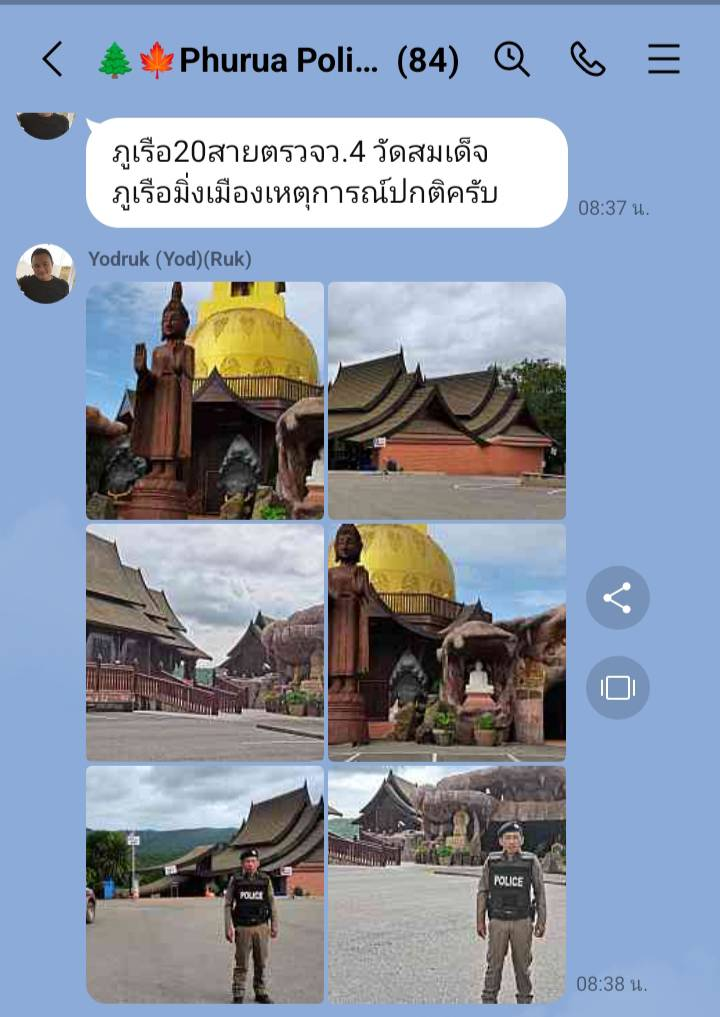 🌲🍁Phurua Poli... (84)
ภูเรือ20สายตรวจว.4 วัดสมเด็จ
ภูเรือมิ่งเมืองเหตุการณ์ปกติครับ
08:37 น.
Yodruk (Yod)(Ruk)
POLICE
POLICE
08:38 น.